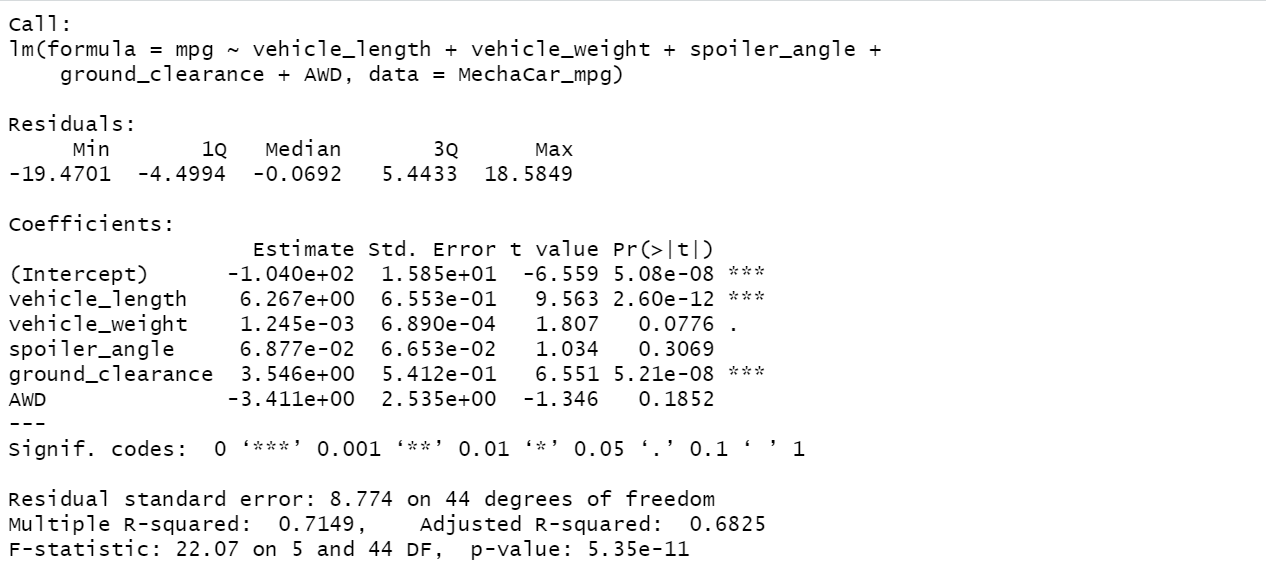 Call:
lm(formula = mpg ~ vehicle_length + vehicle_weight + spoiler_angle +
    ground_clearance + AWD, data = MechaCar_mpg)
Residuals:
     Min       1Q   Median       3Q      Max
-19.4701  -4.4994  -0.0692   5.4433  18.5849
Coefficients:
                   Estimate Std. Error t value Pr(>|t|)
(Intercept)      -1.040e+02  1.585e+01  -6.559 5.08e-08 ***
vehicle_length    6.267e+00  6.553e-01   9.563 2.60e-12 ***
vehicle_weight    1.245e-03  6.890e-04   1.807   0.0776 .
spoiler_angle     6.877e-02  6.653e-02   1.034   0.3069
ground_clearance  3.546e+00  5.412e-01   6.551 5.21e-08 ***
AWD              -3.411e+00  2.535e+00  -1.346   0.1852
---
Signif. codes:  0 ‘***’ 0.001 ‘**’ 0.01 ‘*’ 0.05 ‘.’ 0.1 ‘ ’ 1
Residual standard error: 8.774 on 44 degrees of freedom
Multiple R-squared:  0.7149,    Adjusted R-squared:  0.6825
F-statistic: 22.07 on 5 and 44 DF,  p-value: 5.35e-11